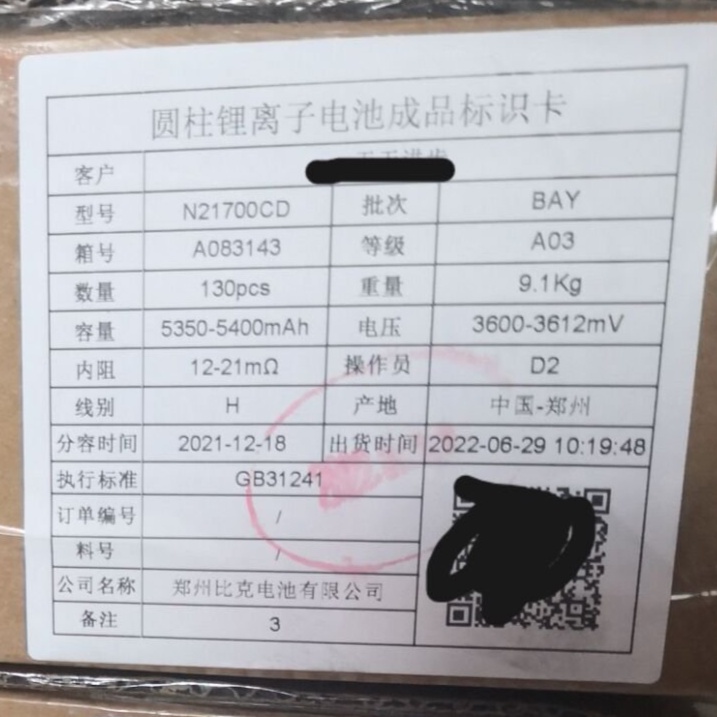 圆柱锂离子电池成品标识卡
客户
型号 N21700CD 批次 BAY
箱号 A083143 等级 A03
数量 130pcs 重量 9.1Kg
容量 5350-5400mAh 电压 3600-3612mV
内阻 12-21mΩ 操作员 D2
线别 H 产地 中国-郑州
分容时间 2021-12-18 出货时间 2022-06-29 10:19:48
执行标准 GB31241
订单编号 /
料号 /
公司名称 郑州比克电池有限公司
备注 3